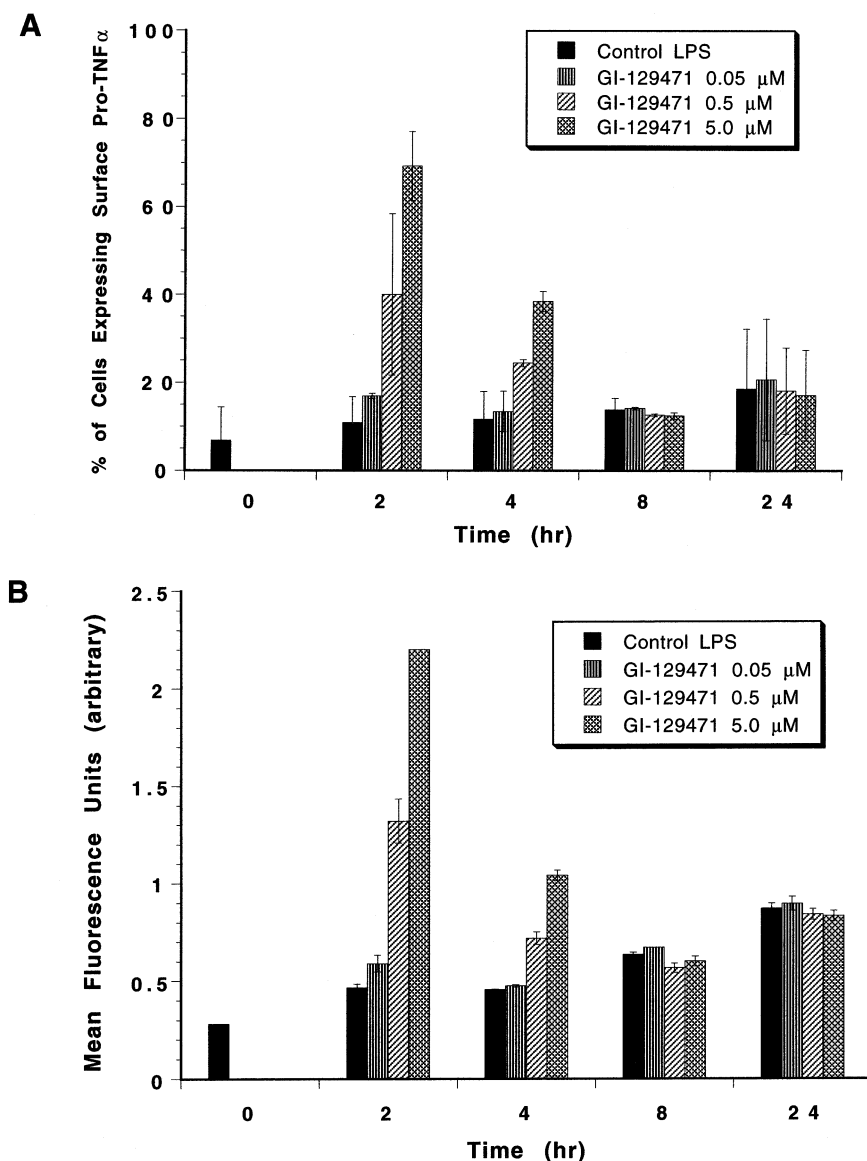 A
% of Cells Expressing Surface Pro-TNFα
100
80
60
40
20
0
Control LPS
GI-129471 0.05 μM
GI-129471 0.5 μM
GI-129471 5.0 μM
0 2 4 8 24
Time (hr)
B
Mean Fluorescence Units (arbitrary)
2.5
2
1.5
1
0.5
0
Control LPS
GI-129471 0.05 μM
GI-129471 0.5 μM
GI-129471 5.0 μM
0 2 4 8 24
Time (hr)